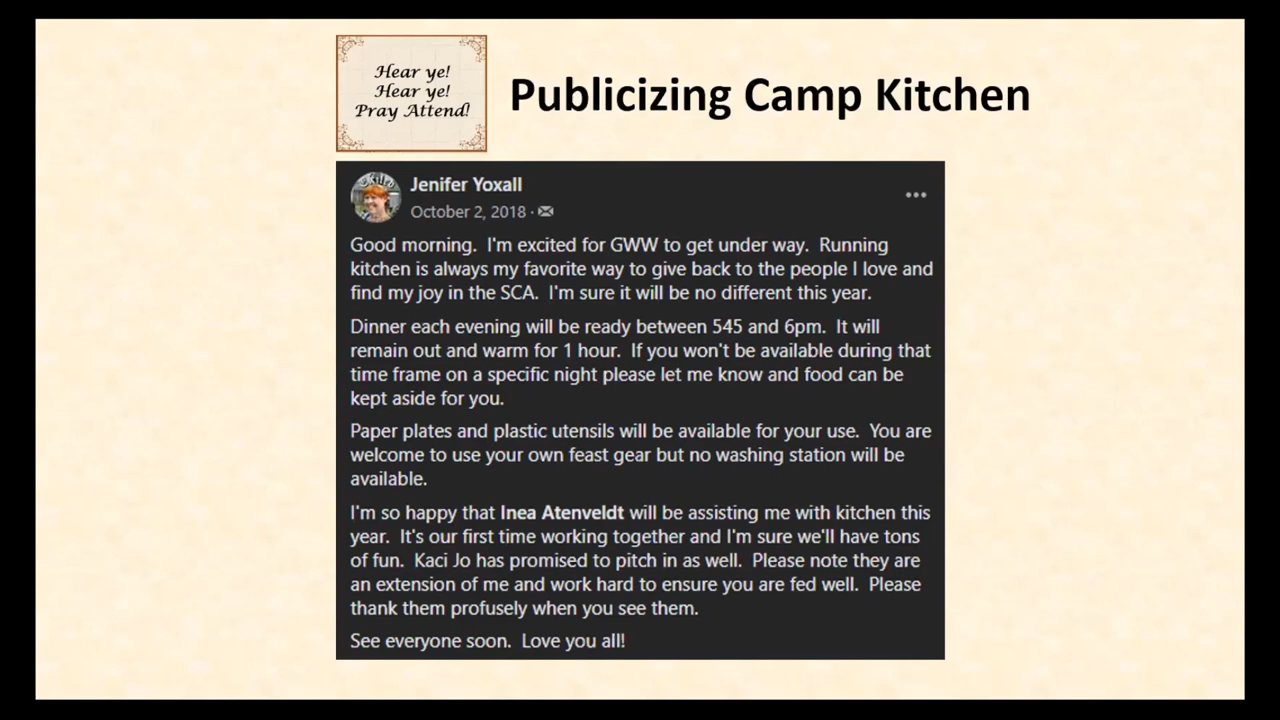 Hear ye!
Hear ye!
Pray Attend!
Publicizing Camp Kitchen
Jenifer Yoxall
October 2, 2018 ·
Good morning.  I'm excited for GWW to get under way.  Running
kitchen is always my favorite way to give back to the people I love and
find my joy in the SCA.  I'm sure it will be no different this year.
Dinner each evening will be ready between 545 and 6pm.  It will
remain out and warm for 1 hour.  If you won't be available during that
time frame on a specific night please let me know and food can be
kept aside for you.
Paper plates and plastic utensils will be available for your use.  You are
welcome to use your own feast gear but no washing station will be
available.
I'm so happy that Inea Atenveldt will be assisting me with kitchen this
year.  It's our first time working together and I'm sure we'll have tons
of fun.  Kaci Jo has promised to pitch in as well.  Please note they are
an extension of me and work hard to ensure you are fed well.  Please
thank them profusely when you see them.
See everyone soon.  Love you all!